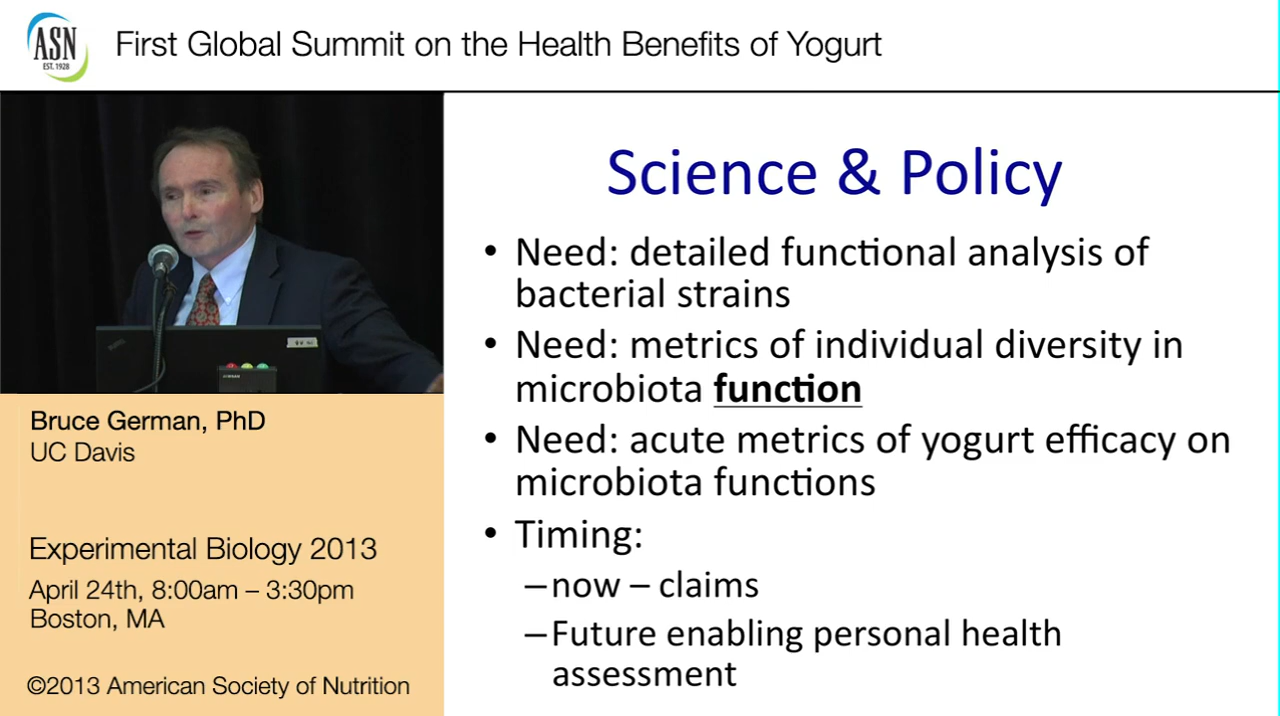 ASN
EST. 1928
First Global Summit on the Health Benefits of Yogurt
Science & Policy
• Need: detailed functional analysis of
bacterial strains
• Need: metrics of individual diversity in
microbiota function
• Need: acute metrics of yogurt efficacy on
microbiota functions
• Timing:
–now – claims
–Future enabling personal health
assessment
Bruce German, PhD
UC Davis
Experimental Biology 2013
April 24th, 8:00am – 3:30pm
Boston, MA
©2013 American Society of Nutrition